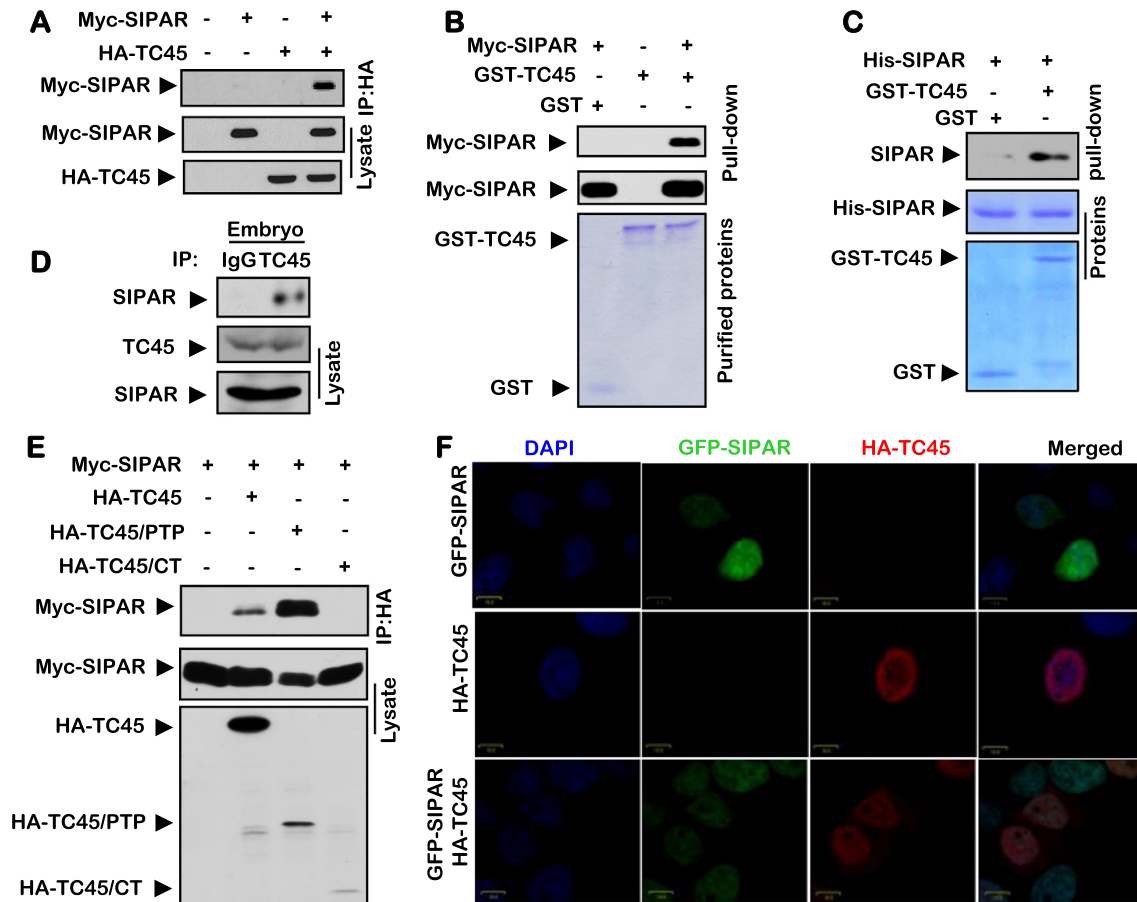 A
Myc-SIPAR - + - +
HA-TC45 - - + +
Myc-SIPAR
IP:HA
Myc-SIPAR
HA-TC45
Lysate
B
Myc-SIPAR + - +
GST-TC45 - + +
GST + - -
Myc-SIPAR
Pull-down
Myc-SIPAR
GST-TC45
GST
Purified proteins
C
His-SIPAR + +
GST-TC45 - +
GST + -
SIPAR
pull-down
His-SIPAR
GST-TC45
GST
Proteins
D
Embryo
IP: IgG TC45
SIPAR
TC45
SIPAR
Lysate
E
Myc-SIPAR + + + +
HA-TC45 - + - -
HA-TC45/PTP - - + -
HA-TC45/CT - - - +
Myc-SIPAR
IP:HA
Myc-SIPAR
HA-TC45
HA-TC45/PTP
HA-TC45/CT
Lysate
F
DAPI GFP-SIPAR HA-TC45 Merged
GFP-SIPAR
HA-TC45
GFP-SIPAR
HA-TC45